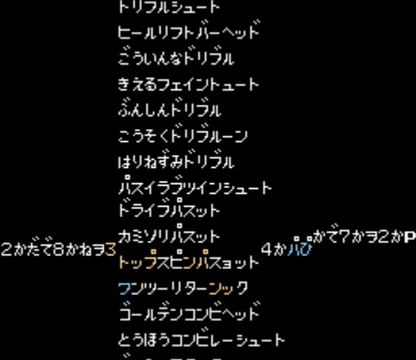 トリプルシュート
ヒールリフトバーヘッド
ごういんなドリブル
きえるフェイントュート
ぶんしんドリブル
こうそくドリブルーン
はりねずみドリブル
パスイラブツインシュート
ドライブパスット
カミソリパスット
2かだで8かねヲ3
トップスピンパスョット
4かパぴかで7かヲ2かP
ワンツーリターンック
ゴールデンコンビヘッド
とうほうコンビレーシュート